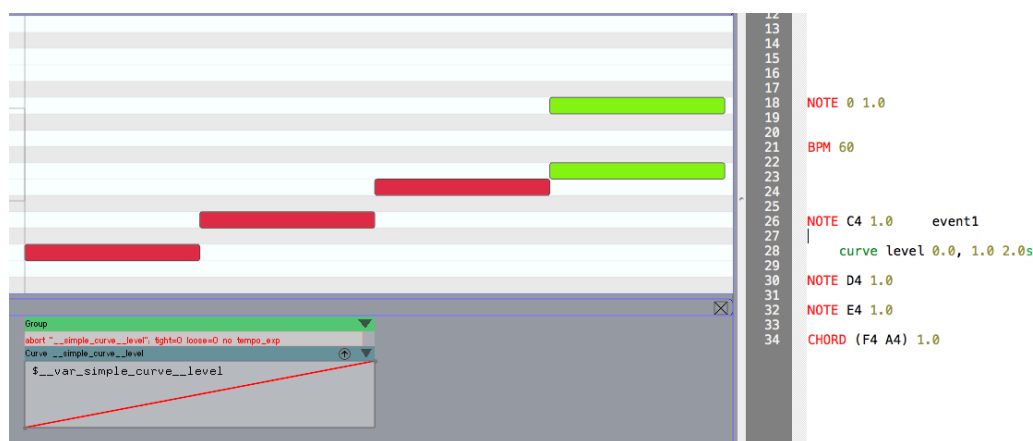 Group
abort "__simple_curve__level": tight=0 loose=0 no tempo_exp
Curve __simple_curve__level
$__var_simple_curve__level
12
13
14
15
16
17
18 NOTE 0 1.0
19
20
21 BPM 60
22
23
24
25
26 NOTE C4 1.0 event1
27
28 curve level 0.0, 1.0 2.0s
29
30 NOTE D4 1.0
31
32 NOTE E4 1.0
33
34 CHORD (F4 A4) 1.0